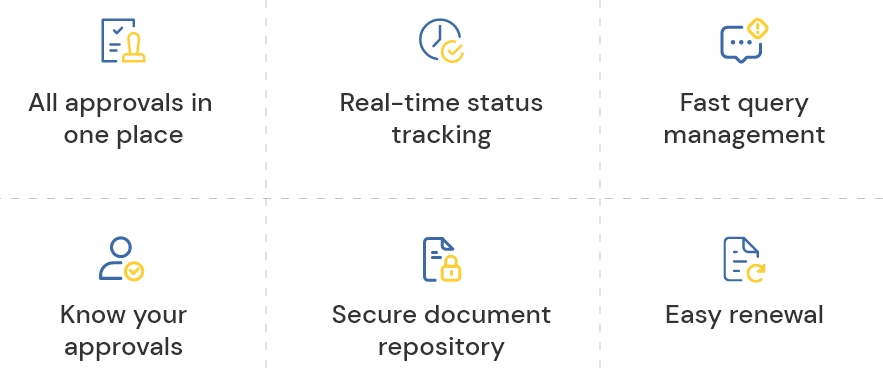 All approvals in
one place
Real-time status
tracking
Fast query
management
Know your
approvals
Secure document
repository
Easy renewal